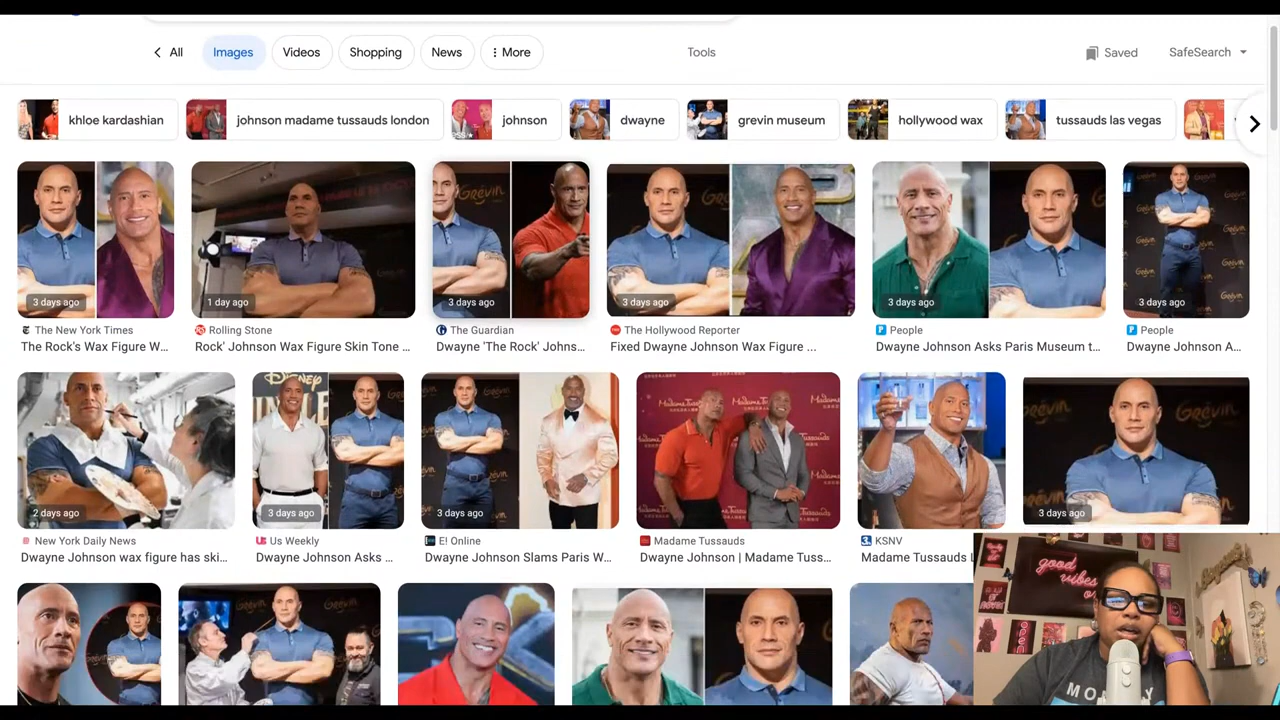 All
Images
Videos
Shopping
News
More
Tools
Saved
SafeSearch
khloe kardashian
johnson madame tussauds london
johnson
dwayne
grevin museum
hollywood wax
tussauds las vegas
3 days ago
1 day ago
3 days ago
3 days ago
3 days ago
3 days ago
The New York Times
The Rock's Wax Figure W...
Rolling Stone
Rock' Johnson Wax Figure Skin Tone ...
The Guardian
Dwayne 'The Rock' Johns...
The Hollywood Reporter
Fixed Dwayne Johnson Wax Figure ...
People
Dwayne Johnson Asks Paris Museum t...
People
Dwayne Johnson A...
Grévin
DISNEY
Madame Tussauds
2 days ago
3 days ago
3 days ago
3 days ago
New York Daily News
Dwayne Johnson wax figure has ski...
Us Weekly
Dwayne Johnson Asks ...
E! Online
Dwayne Johnson Slams Paris W...
Madame Tussauds
Dwayne Johnson | Madame Tuss...
KSNV
Madame Tussauds L
good
vibes